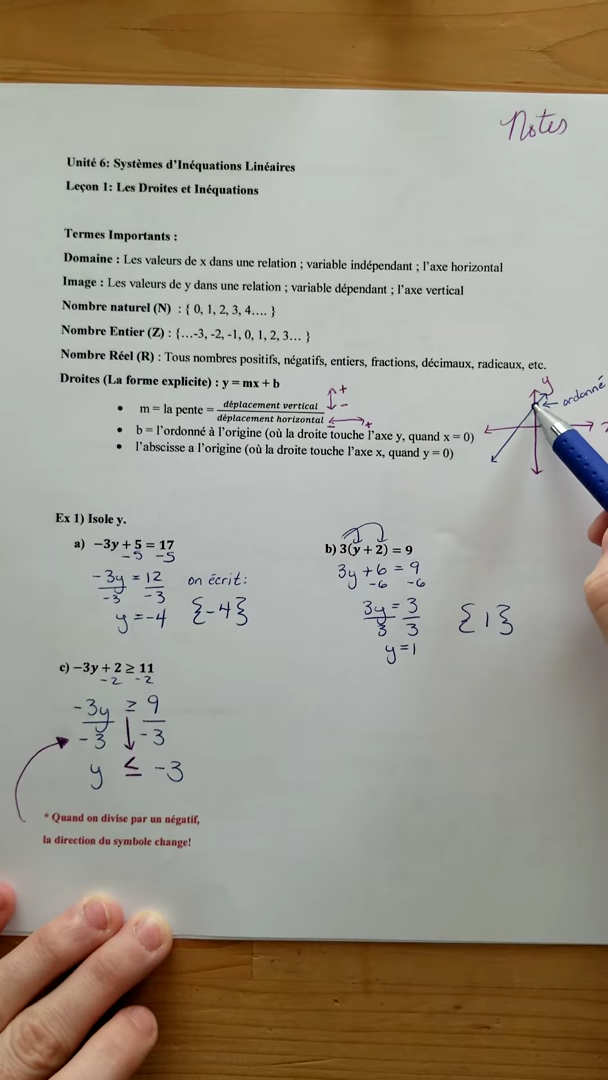 Notes
Unité 6: Systèmes d'Inéquations Linéaires
Leçon 1: Les Droites et Inéquations
Termes Importants :
Domaine : Les valeurs de x dans une relation ; variable indépendant ; l'axe horizontal
Image : Les valeurs de y dans une relation ; variable dépendant ; l'axe vertical
Nombre naturel (N) : { 0, 1, 2, 3, 4.... }
Nombre Entier (Z) : {...-3, -2, -1, 0, 1, 2, 3... }
Nombre Réel (R) : Tous nombres positifs, négatifs, entiers, fractions, décimaux, radicaux, etc.
Droites (La forme explicite) : y = mx + b
• m = la pente = déplacement vertical / déplacement horizontal
+
-
- +
y
ordonné
• b = l'ordonné à l'origine (où la droite touche l'axe y, quand x = 0)
• l'abscisse a l'origine (où la droite touche l'axe x, quand y = 0)
Ex 1) Isole y.
a) −3y + 5 = 17
-5 -5
-3y = 12
-3 -3
on écrit:
y = -4 {-4}
b) 3(y + 2) = 9
3y + 6 = 9
-6 -6
3y = 3
3 3
{1}
y = 1
c) −3y + 2 ≥ 11
-2 -2
-3y ≥ 9
-3 -3
y ≤ -3
* Quand on divise par un négatif,
la direction du symbole change!